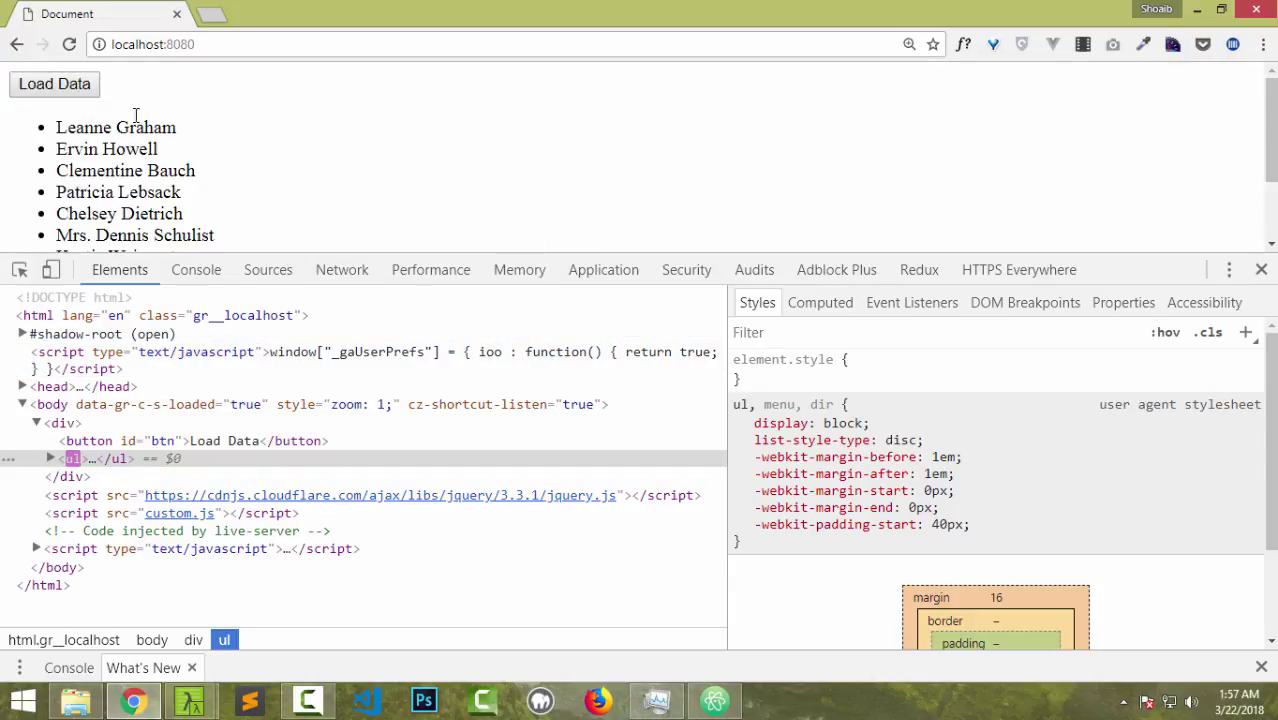 Document
Shoaib
localhost:8080
f?
Load Data
• Leanne Graham
• Ervin Howell
• Clementine Bauch
• Patricia Lebsack
• Chelsey Dietrich
• Mrs. Dennis Schulist
Elements Console Sources Network Performance Memory Application Security Audits Adblock Plus Redux HTTPS Everywhere
<!DOCTYPE html>
<html lang="en" class="gr__localhost">
#shadow-root (open)
<script type="text/javascript">window["_gaUserPrefs"] = { ioo : function() { return true;
} }</script>
<head>…</head>
<body data-gr-c-s-loaded="true" style="zoom: 1;" cz-shortcut-listen="true">
<div>
<button id="btn">Load Data</button>
… <ul>…</ul> == $0
</div>
<script src="https://cdnjs.cloudflare.com/ajax/libs/jquery/3.3.1/jquery.js"></script>
<script src="custom.js"></script>
<!-- Code injected by live-server -->
<script type="text/javascript">…</script>
</body>
</html>
html.gr__localhost body div ul
Styles Computed Event Listeners DOM Breakpoints Properties Accessibility
Filter :hov .cls +
element.style {
}
ul, menu, dir { user agent stylesheet
display: block;
list-style-type: disc;
-webkit-margin-before: 1em;
-webkit-margin-after: 1em;
-webkit-margin-start: 0px;
-webkit-margin-end: 0px;
-webkit-padding-start: 40px;
}
margin 16
border –
padding –
Console What's New
Ps
1:57 AM
3/22/2018